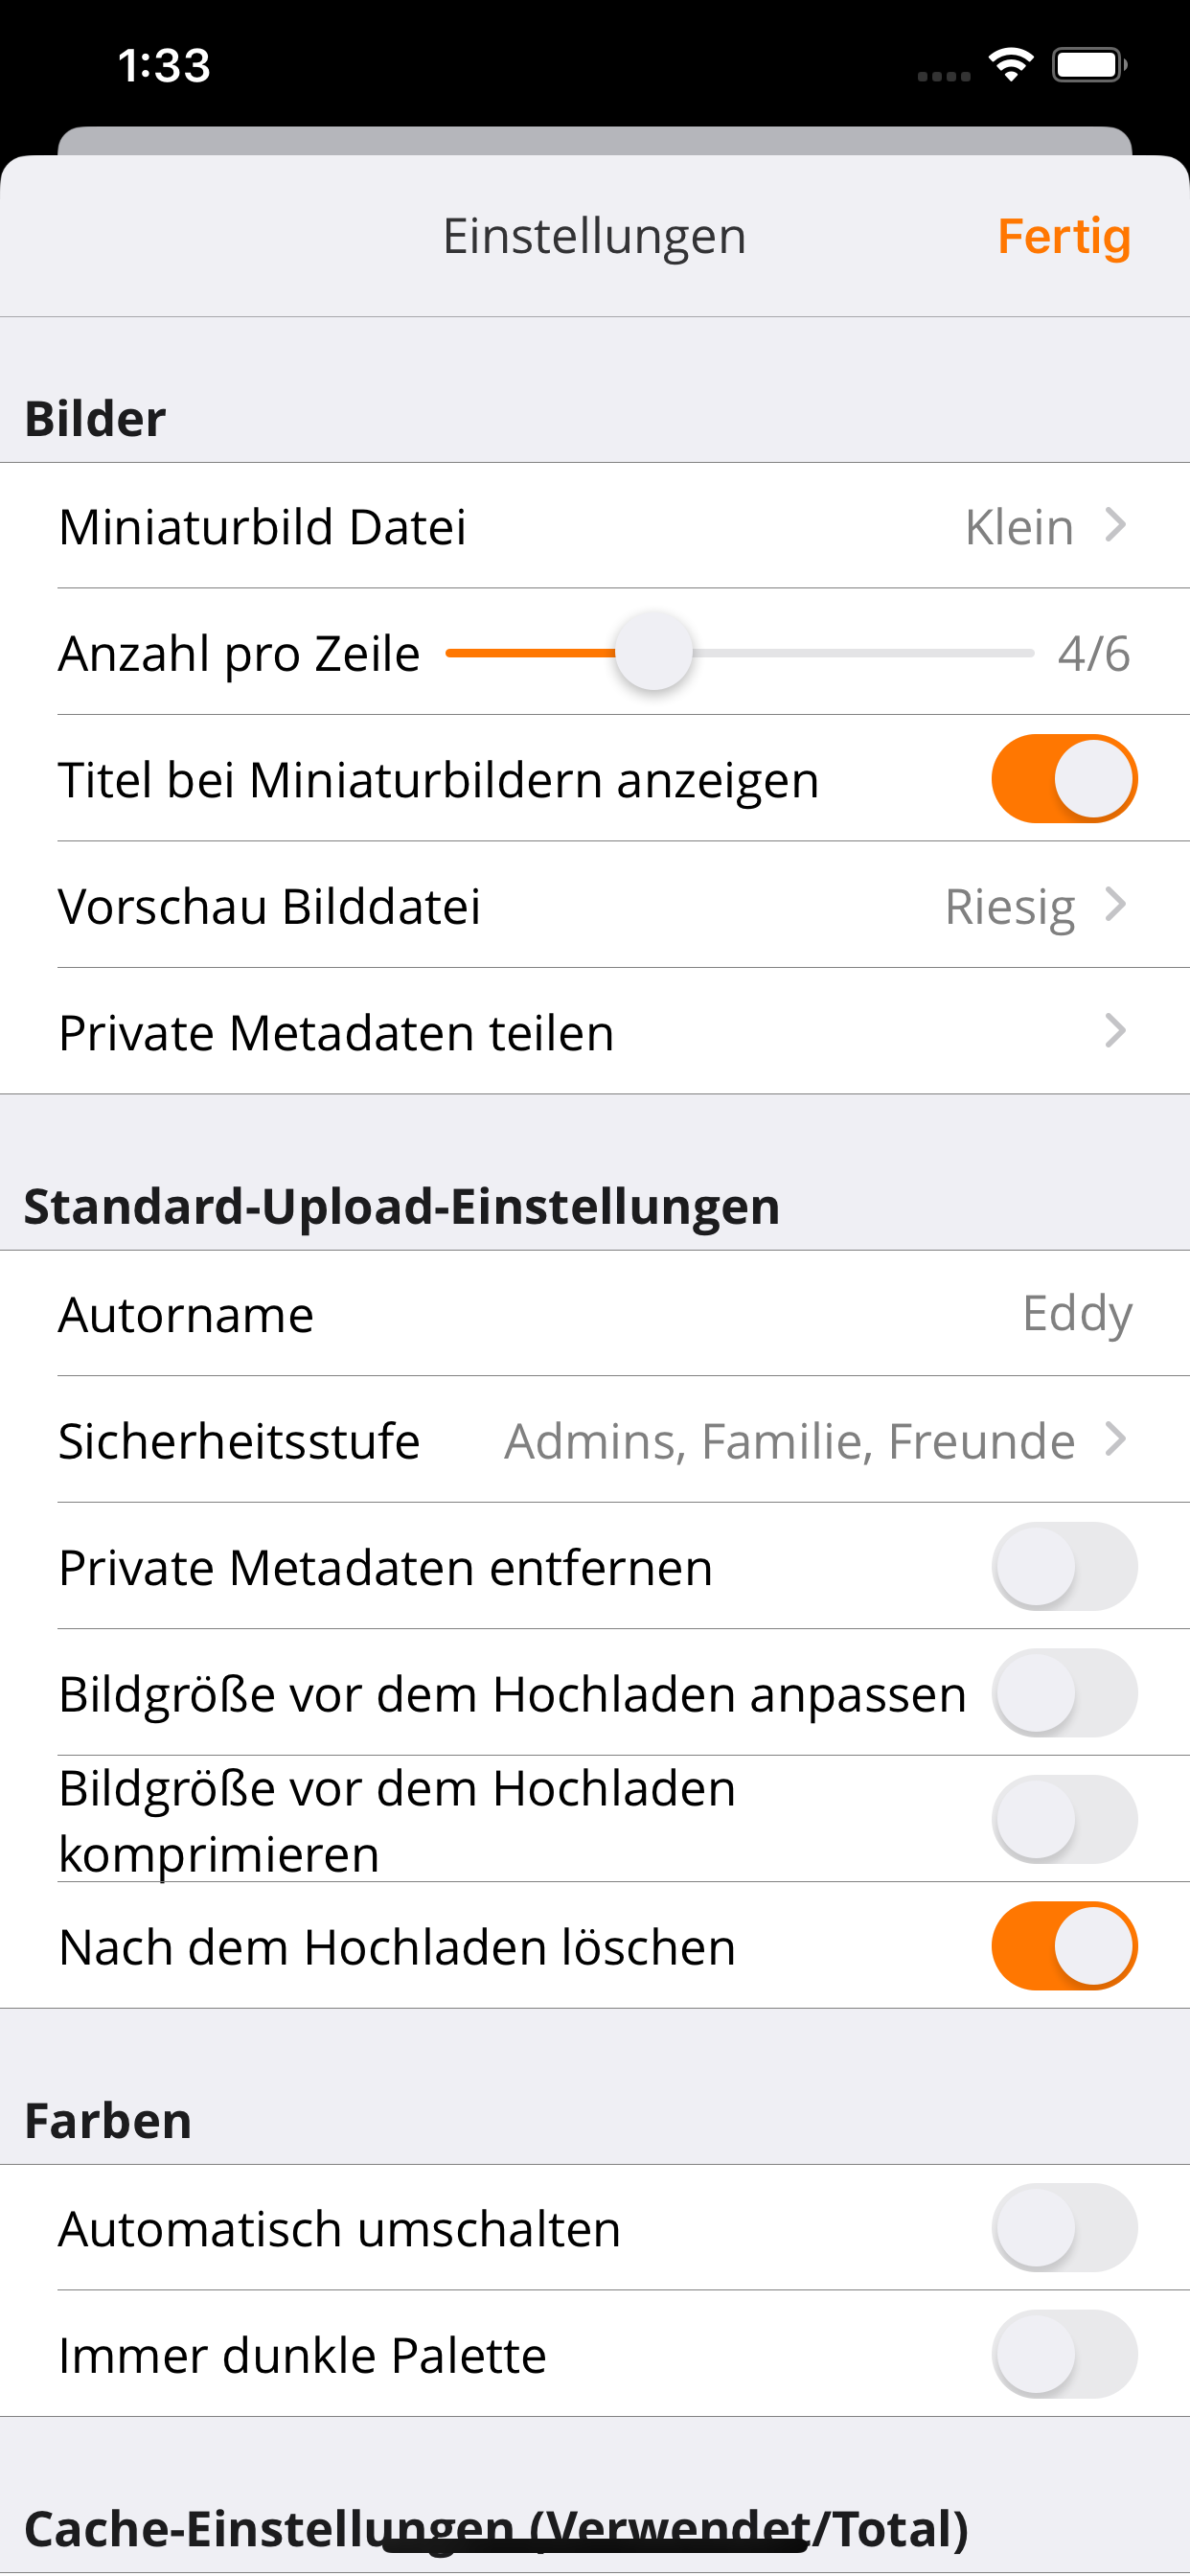 1:33
Einstellungen
Fertig
Bilder
Miniaturbild Datei Klein
Anzahl pro Zeile 4/6
Titel bei Miniaturbildern anzeigen
Vorschau Bilddatei Riesig
Private Metadaten teilen
Standard-Upload-Einstellungen
Autorname Eddy
Sicherheitsstufe Admins, Familie, Freunde
Private Metadaten entfernen
Bildgröße vor dem Hochladen anpassen
Bildgröße vor dem Hochladen
komprimieren
Nach dem Hochladen löschen
Farben
Automatisch umschalten
Immer dunkle Palette
Cache-Einstellungen (Verwendet/Total)